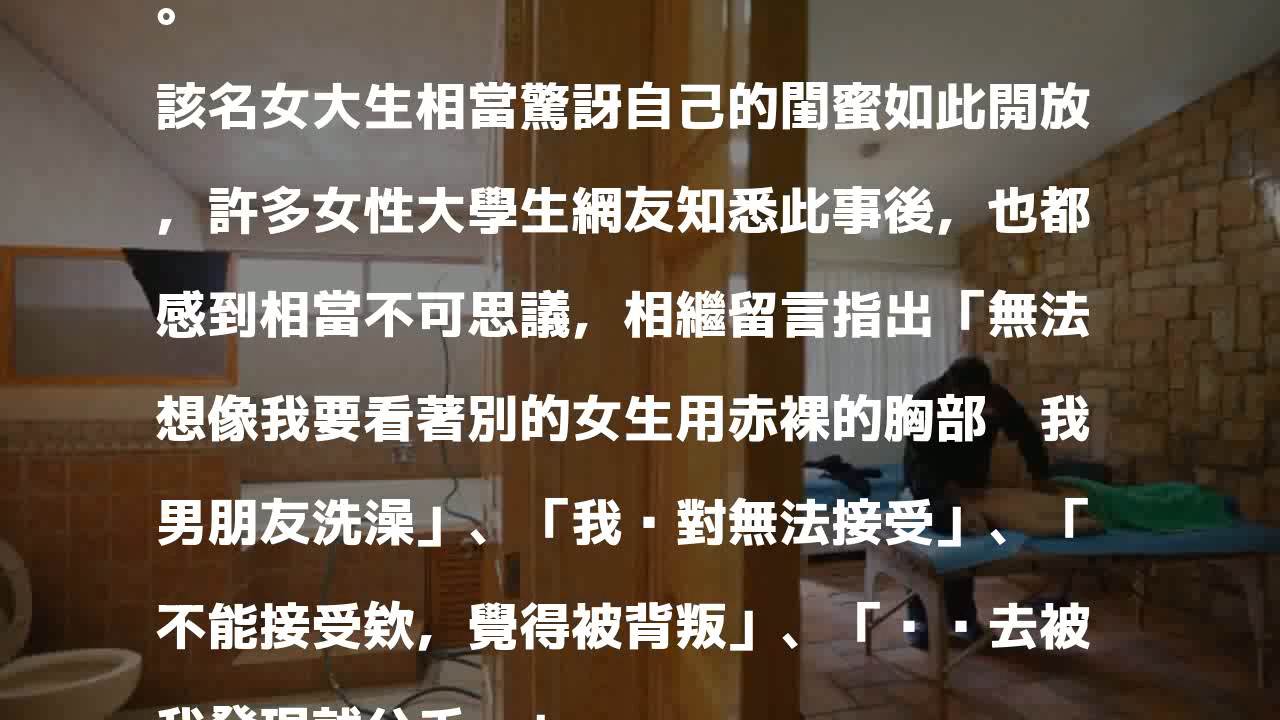 。
該名女大生相當驚訝自己的閨蜜如此開放
，許多女性大學生網友知悉此事後，也都
感到相當不可思議，相繼留言指出「無法
想像我要看著別的女生用赤裸的胸部　我
男朋友洗澡」、「我·對無法接受」、「
不能接受欸，覺得被背叛」、「··去被